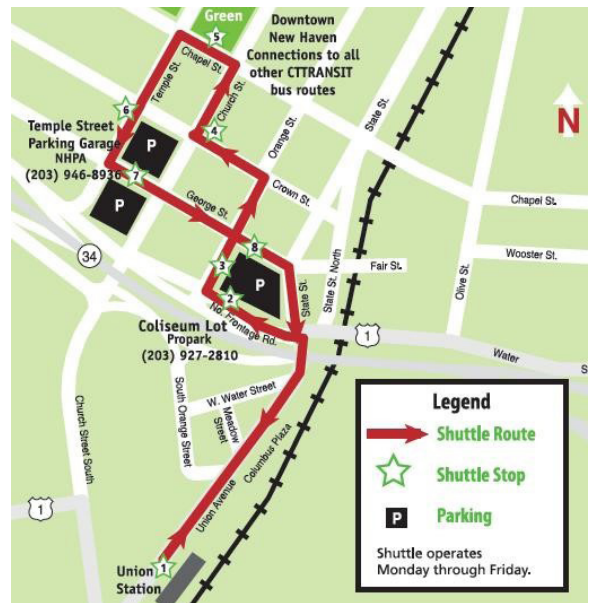 Green
Downtown
New Haven
Connections to all
other CTTRANSIT
bus routes
5
Chapel St.
Temple St.
Church St.
6
4
Temple Street
Parking Garage
NHPA
(203) 946-8936
P
7
P
Orange St.
State St.
N
Crown St.
George St.
Chapel St.
34
8
3
P
2
Fair St.
State St. North
State St.
Olive St.
Wooster St.
No. Frontage Rd.
1
Water
S
Coliseum Lot
Propark
(203) 927-2810
W. Water Street
Meadow
Street
South Orange Street
Church Street South
Union Avenue
Columbus Plaza
1
Union
Station
1
Legend
Shuttle Route
Shuttle Stop
P
Parking
Shuttle operates
Monday through Friday.